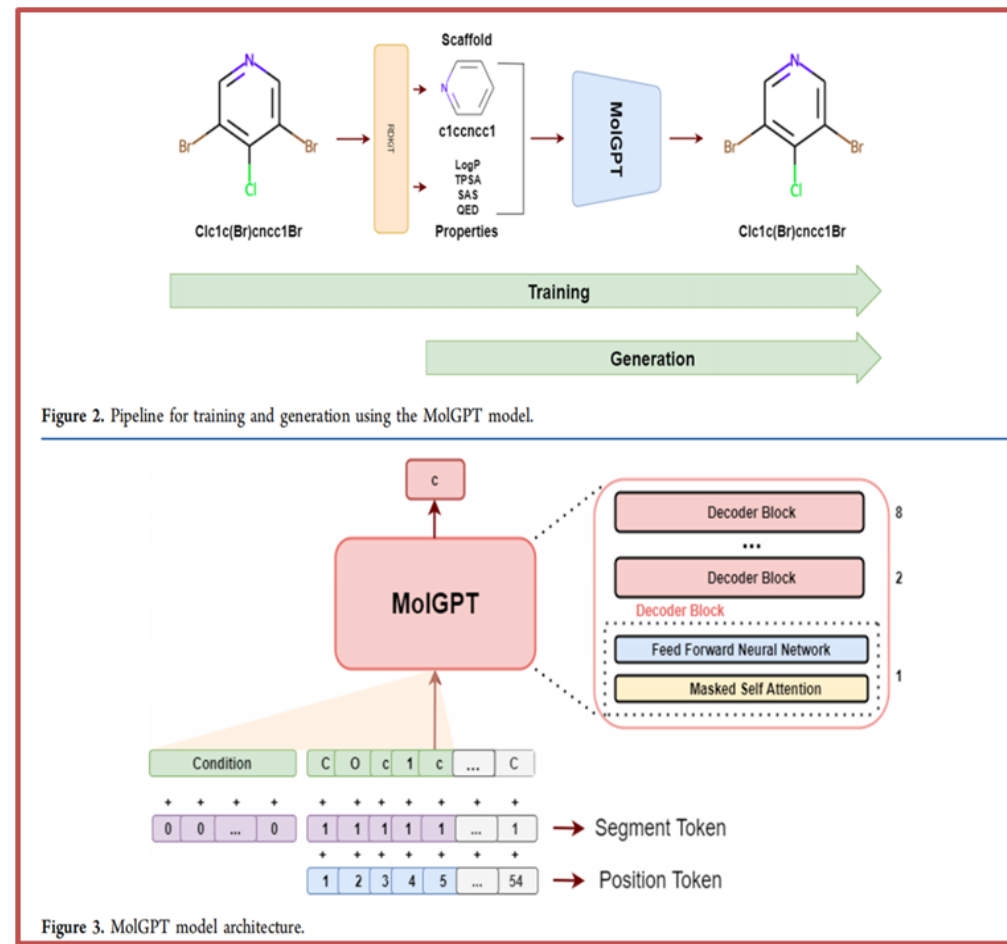 Scaffold
N
N
N
Br
Br
RDKIT
c1ccncc1
MolGPT
Br
Br
LogP
TPSA
SAS
QED
Cl
Cl
Clc1c(Br)cncc1Br
Properties
Clc1c(Br)cncc1Br
Training
Generation
Figure 2. Pipeline for training and generation using the MolGPT model.
c
Decoder Block 8
...
Decoder Block 2
MolGPT
Decoder Block
Feed Forward Neural Network
1
Masked Self Attention
Condition C O c 1 c ... C
+ + + + + + + + + + +
0 0 ... 0 1 1 1 1 1 ... 1 Segment Token
+ + + + + + +
1 2 3 4 5 ... 54 Position Token
Figure 3. MolGPT model architecture.